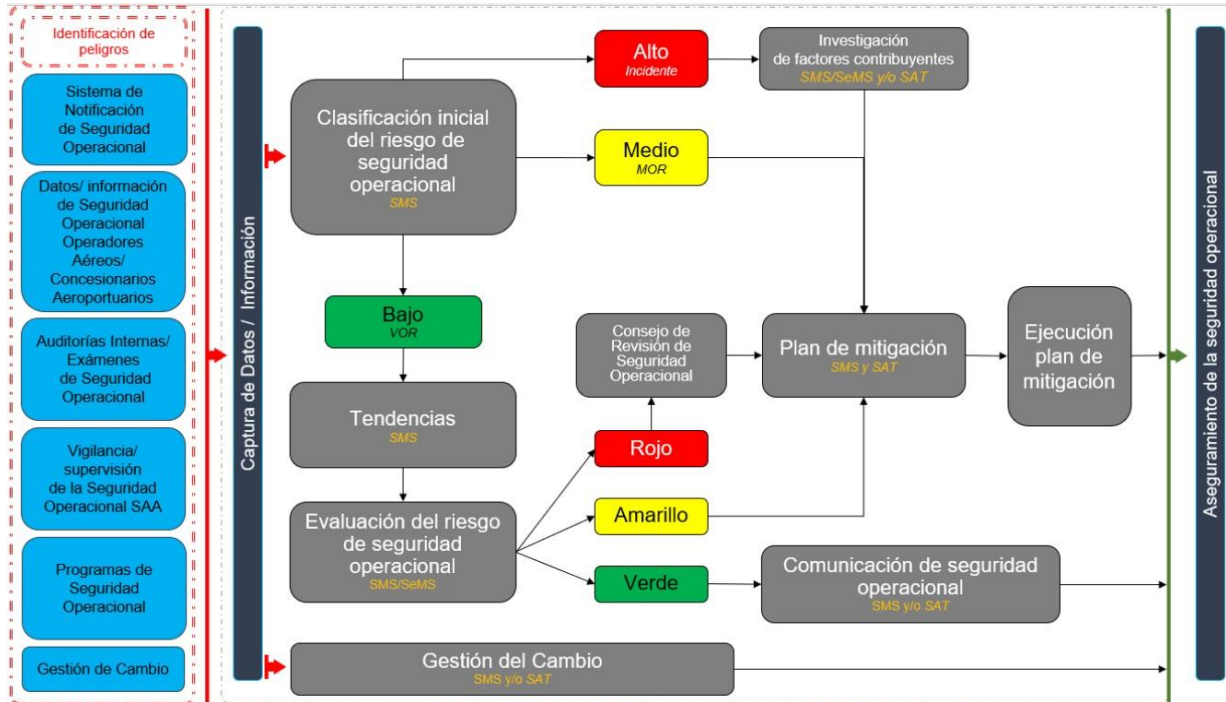 Identificación de
peligros
Sistema de
Notificación
de Seguridad
Operacional
Datos/ información
de Seguridad
Operacional
Operadores
Aéreos/
Concesionarios
Aeroportuarios
Auditorías Internas/
Exámenes
de Seguridad
Operacional
Vigilancia/
supervisión
de la Seguridad
Operacional SAA
Programas de
Seguridad
Operacional
Gestión de Cambio
Captura de Datos / Información
Clasificación inicial
del riesgo de
seguridad
operacional
SMS
Alto
Incidente
Investigación
de factores contribuyentes
SMS/SeMS y/o SAT
Medio
MOR
Bajo
VOR
Tendencias
SMS
Evaluación del riesgo
de seguridad
operacional
SMS/SeMS
Consejo de
Revisión de
Seguridad
Operacional
Rojo
Amarillo
Verde
Plan de mitigación
SMS y SAT
Ejecución
plan de
mitigación
Comunicación de seguridad
operacional
SMS y/o SAT
Gestión del Cambio
SMS y/o SAT
Aseguramiento de la seguridad operacional